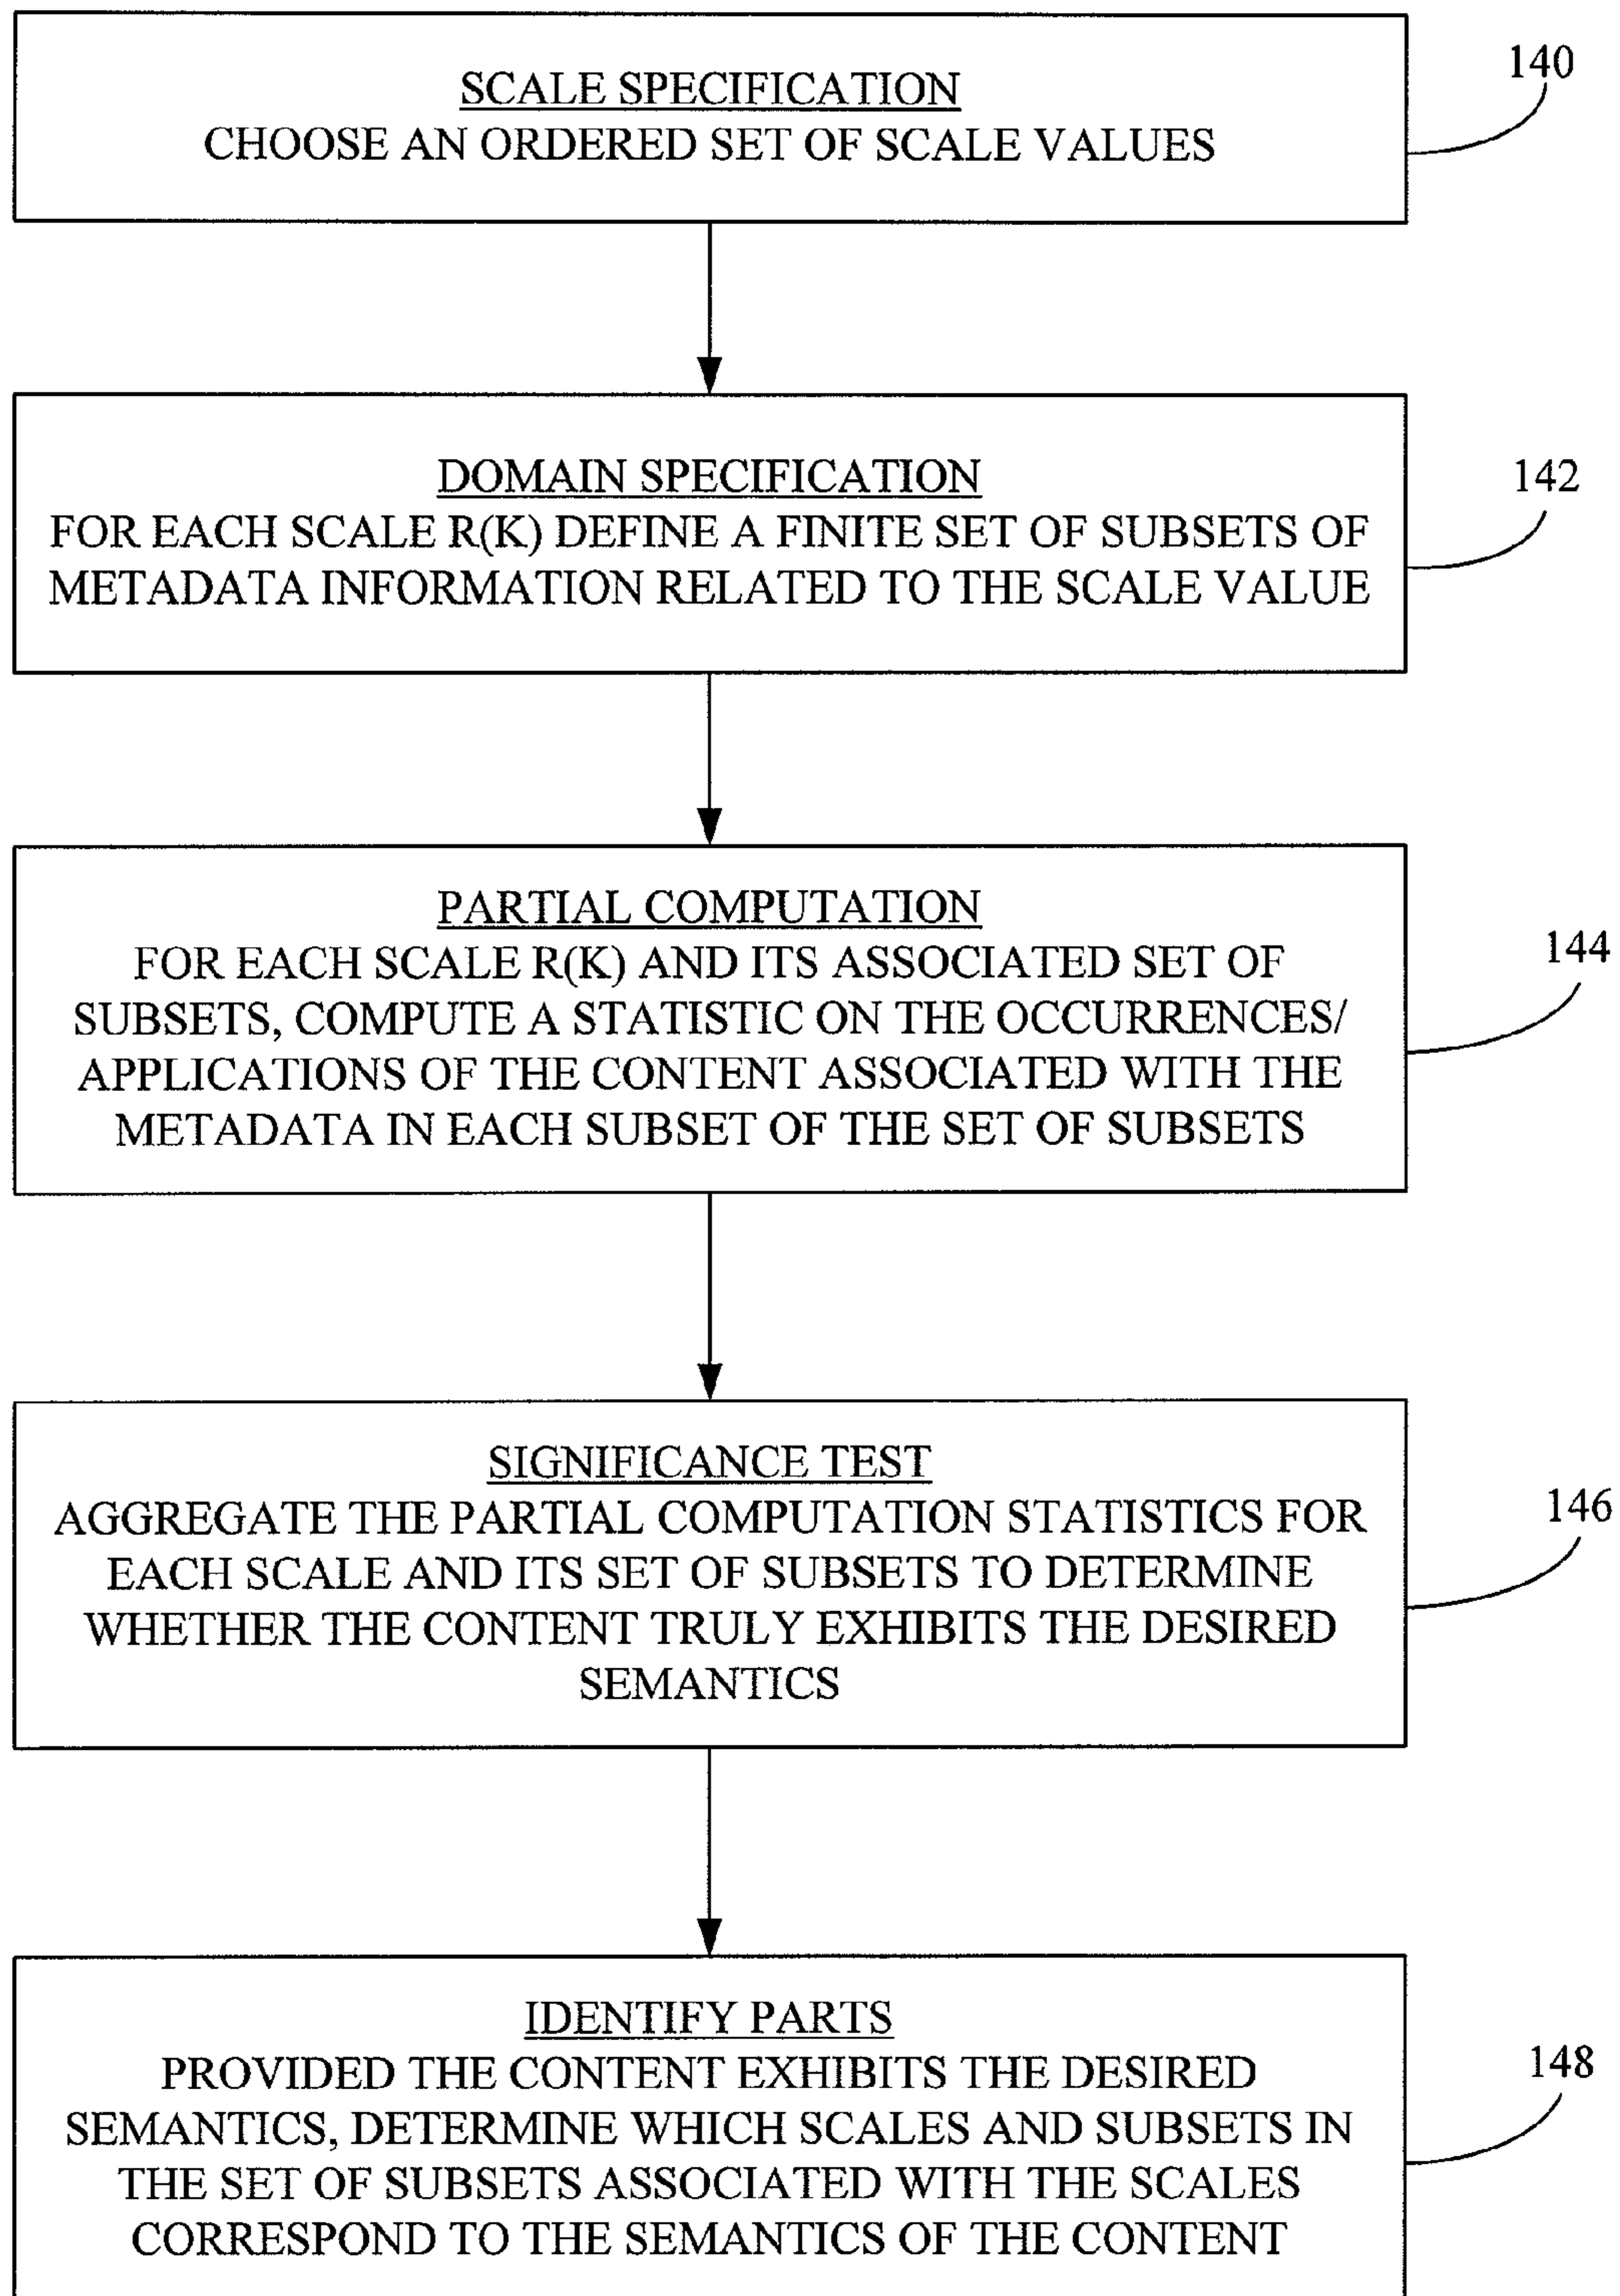 SCALE SPECIFICATION
CHOOSE AN ORDERED SET OF SCALE VALUES
140
DOMAIN SPECIFICATION
FOR EACH SCALE R(K) DEFINE A FINITE SET OF SUBSETS OF
METADATA INFORMATION RELATED TO THE SCALE VALUE
142
PARTIAL COMPUTATION
FOR EACH SCALE R(K) AND ITS ASSOCIATED SET OF
SUBSETS, COMPUTE A STATISTIC ON THE OCCURRENCES/
APPLICATIONS OF THE CONTENT ASSOCIATED WITH THE
METADATA IN EACH SUBSET OF THE SET OF SUBSETS
144
SIGNIFICANCE TEST
AGGREGATE THE PARTIAL COMPUTATION STATISTICS FOR
EACH SCALE AND ITS SET OF SUBSETS TO DETERMINE
WHETHER THE CONTENT TRULY EXHIBITS THE DESIRED
SEMANTICS
146
IDENTIFY PARTS
PROVIDED THE CONTENT EXHIBITS THE DESIRED
SEMANTICS, DETERMINE WHICH SCALES AND SUBSETS IN
THE SET OF SUBSETS ASSOCIATED WITH THE SCALES
CORRESPOND TO THE SEMANTICS OF THE CONTENT
148